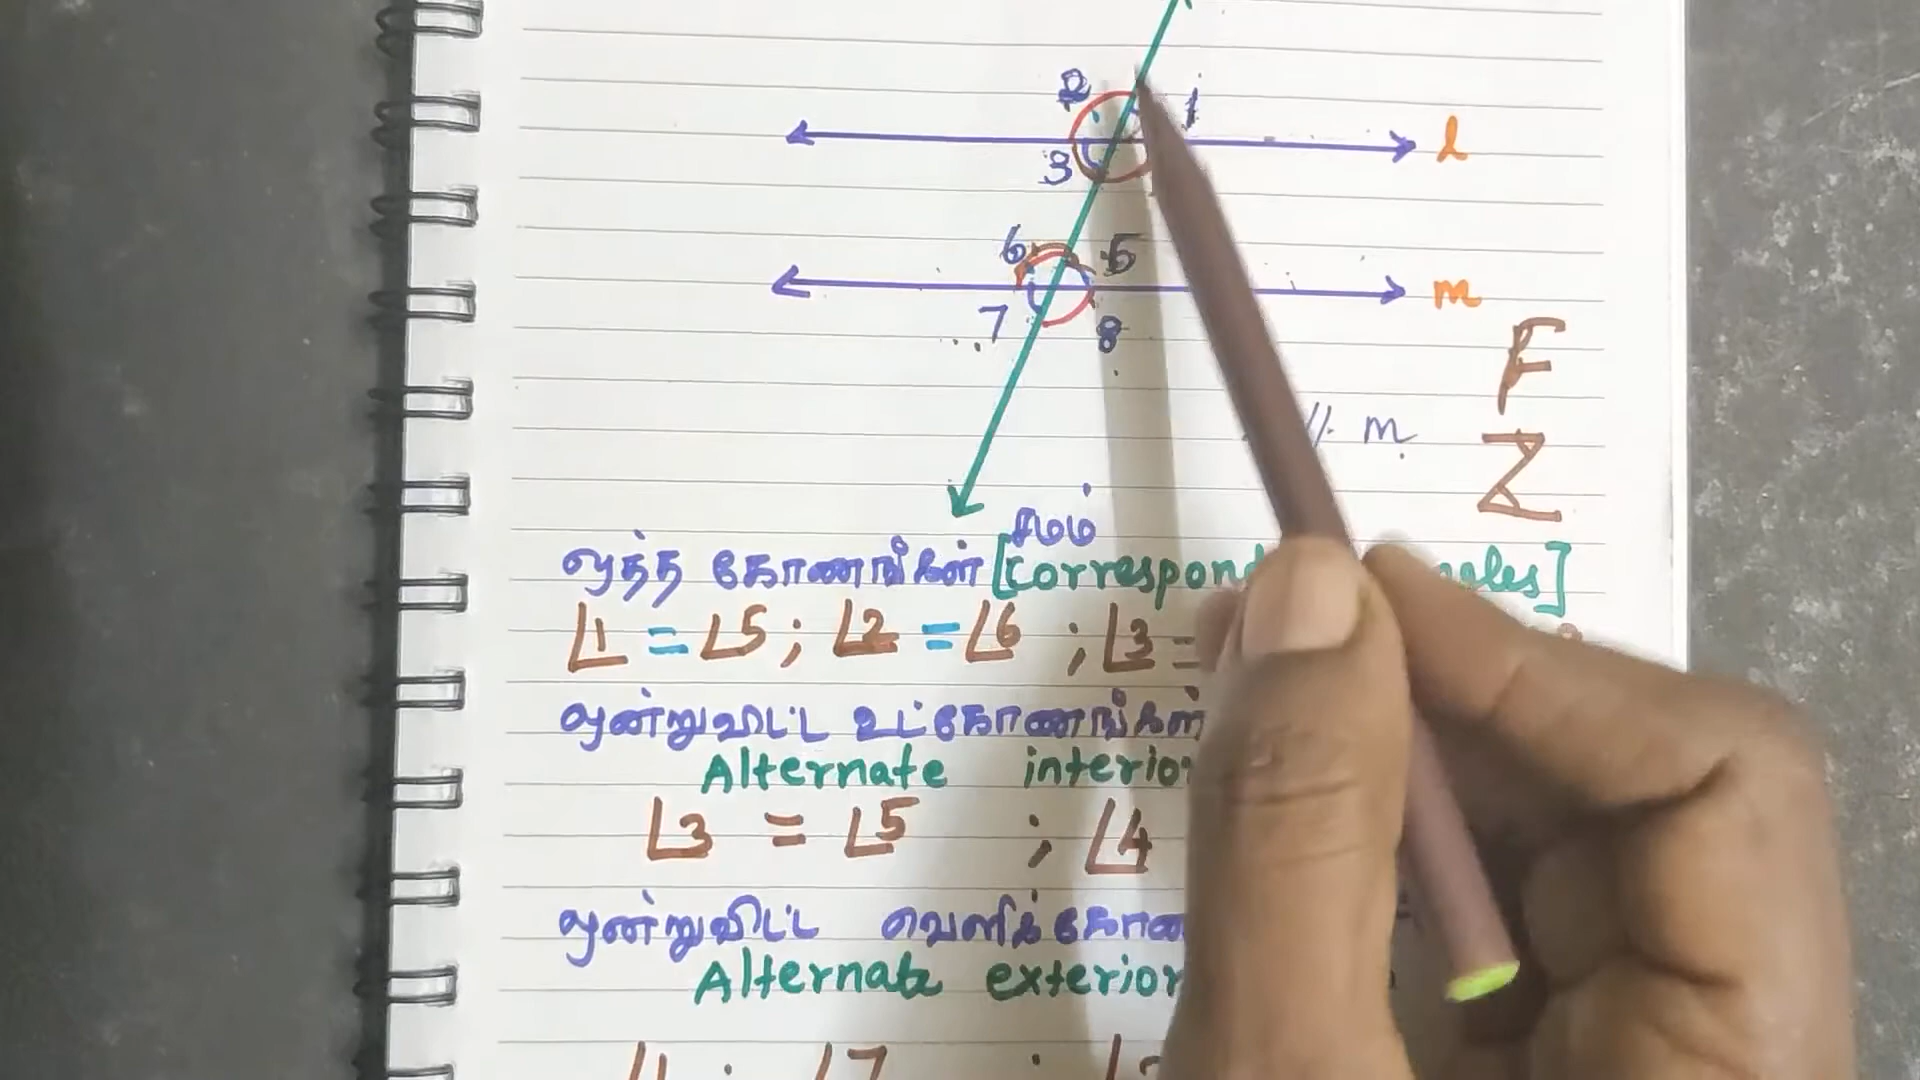 2 1
l
3
6 5
m
7 8
F
// m
Z
சமம்
ஒத்த கோணங்கள் [Correspond
∠1 = ∠5 ; ∠2 = ∠6 ; ∠3 =
ஒன்றுவிட்ட உட்கோணங்கள்
Alternate interior
∠3 = ∠5 ; ∠4
ஒன்றுவிட்ட வெளிக்கோண
Alternate exterior